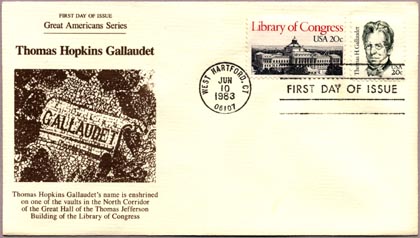 FIRST DAY OF ISSUE
Great Americans Series
Thomas Hopkins Gallaudet
GALLAUDET
Thomas Hopkins Gallaudet's name is enshrined
on one of the vaults in the North Corridor
of the Great Hall of the Thomas Jefferson
Building of the Library of Congress
WEST HARTFORD, CT
JUN
10
1983
06107
Library of Congress
USA 20c
Thomas H. Gallaudet
USA
20c
FIRST DAY OF ISSUE